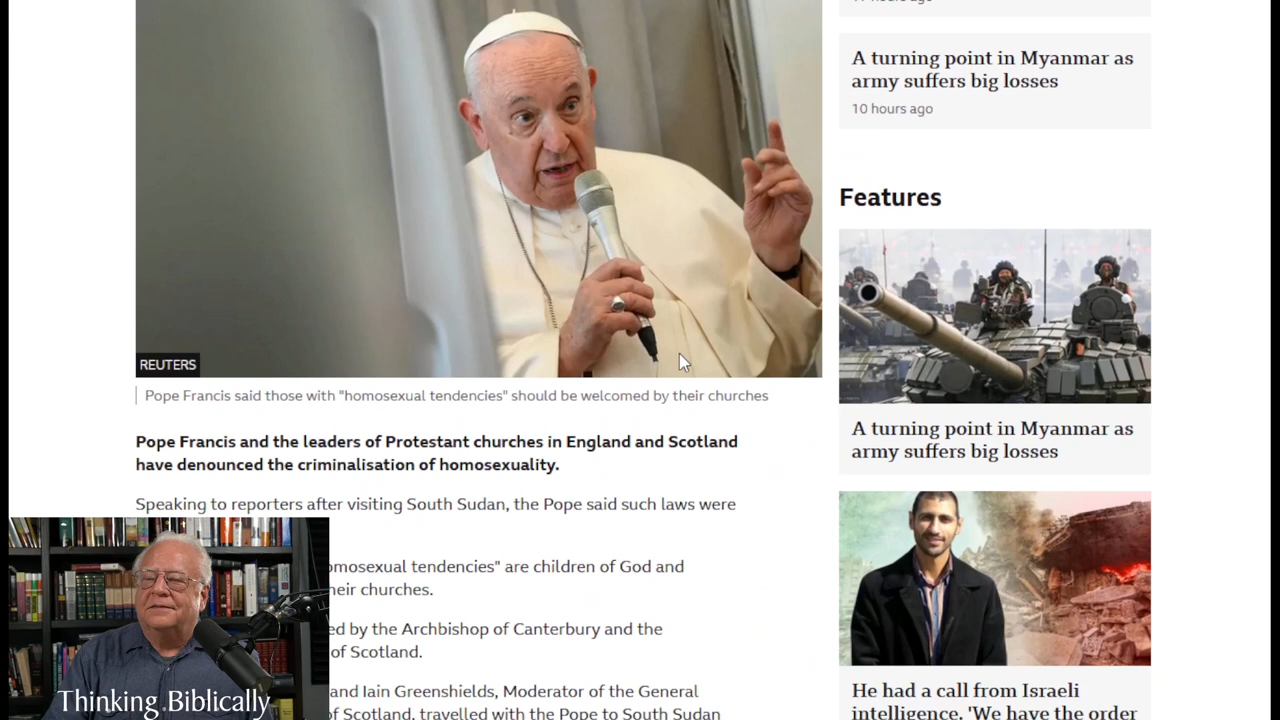 A turning point in Myanmar as
army suffers big losses
10 hours ago
Features
REUTERS
Pope Francis said those with "homosexual tendencies" should be welcomed by their churches
Pope Francis and the leaders of Protestant churches in England and Scotland
have denounced the criminalisation of homosexuality.
Speaking to reporters after visiting South Sudan, the Pope said such laws were
omosexual tendencies" are children of God and
heir churches.
ed by the Archbishop of Canterbury and the
of Scotland.
and Iain Greenshields, Moderator of the General
of Scotland, travelled with the Pope to South Sudan
Thinking Biblically
A turning point in Myanmar as
army suffers big losses
He had a call from Israeli
intelligence. 'We have the order